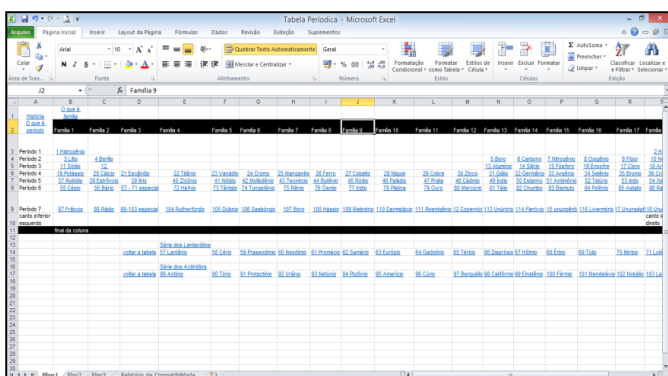 Tabela Periodica - Microsoft Excel
Arquivo Página Inicial Inserir Layout da Página Fórmulas Dados Revisão Exibição Suplementos
Colar
Arial 10
Quebrar Texto Automaticamente
Geral
Mesclar e Centralizar
Formatação Condicional
Formatar como Tabela
Estilos de Célula
Inserir Excluir Formatar
AutoSoma
Preencher
Limpar
Classificar e Filtrar
Localizar e Selecionar
Área de Tran... Fonte Alinhamento Número Estilo Células Edição
J2 fx Família 9
A B C D E F G H I J K L M N O P Q R
História O que é família
O que é período Família 1 Família 2 Família 3 Família 4 Família 5 Família 6 Família 7 Família 8 Família 9 Família 10 Família 11 Família 12 Família 13 Família 14 Família 15 Família 16 Família 17
Período 1 1 Hidrogênio
Período 2 3 Lítio 4 Berílio 5 Boro 6 Carbono 7 Nitrogênio 8 Oxigênio 9 Flúor
Período 3 11 Sódio 12 13 Alumínio 14 Silício 15 Fósforo 16 Enxofre 17 Cloro
Período 4 19 Potássio 20 Cálcio 21 Escândio 22 Titânio 23 Vanádio 24 Cromo 25 Manganês 26 Ferro 27 Cobalto 28 Níquel 29 Cobre 30 Zinco 31 Gálio 32 Germânio 33 Arsênio 34 Selênio 35 Bromo
Período 5 37 Rubídio 38 Estrôncio 39 Ítrio 40 Zircônio 41 Nióbio 42 Molibdênio 43 Tecnécio 44 Rutênio 45 Ródio 46 Paládio 47 Prata 48 Cádmio 49 Índio 50 Estanho 51 Antimônio 52 Telúrio 53 Iodo
Período 6 55 Césio 56 Bário 57 - 71 especial 72 Háfnio 73 Tântalo 74 Tungstênio 75 Rênio 76 Ósmio 77 Irídio 78 Platina 79 Ouro 80 Mercúrio 81 Tálio 82 Chumbo 83 Bismuto 84 Polônio 85 Astato
Período 7 87 Frâncio 88 Rádio 89-103 especial 104 Rutherfórdio 105 Dúbnio 106 Seabórgio 107 Bório 108 Hássio 109 Meitnério 110 Darmstádio
canto inferior esquerdo
canto direito
final da coluna
Série dos Lantanídeos
voltar a tabela 57 Lantânio 58 Cério 59 Praseodímio 60 Neodímio 61 Promécio 62 Samário 63 Európio 64 Gadolínio 65 Térbio 66 Disprósio 67 Hólmio 68 Érbio 69 Túlio 70 Itérbio
Série dos Actinídeos
voltar a tabela 89 Actínio 90 Tório 91 Protactínio 92 Urânio 93 Netúnio 94 Plutônio 95 Amerício 96 Cúrio 97 Berquélio 98 Califórnio 99 Einstênio 100 Férmio 101 Mendelévio 102 Nobélio
Plan1 Plan2 Plan3 Relatório de Compatibilidade